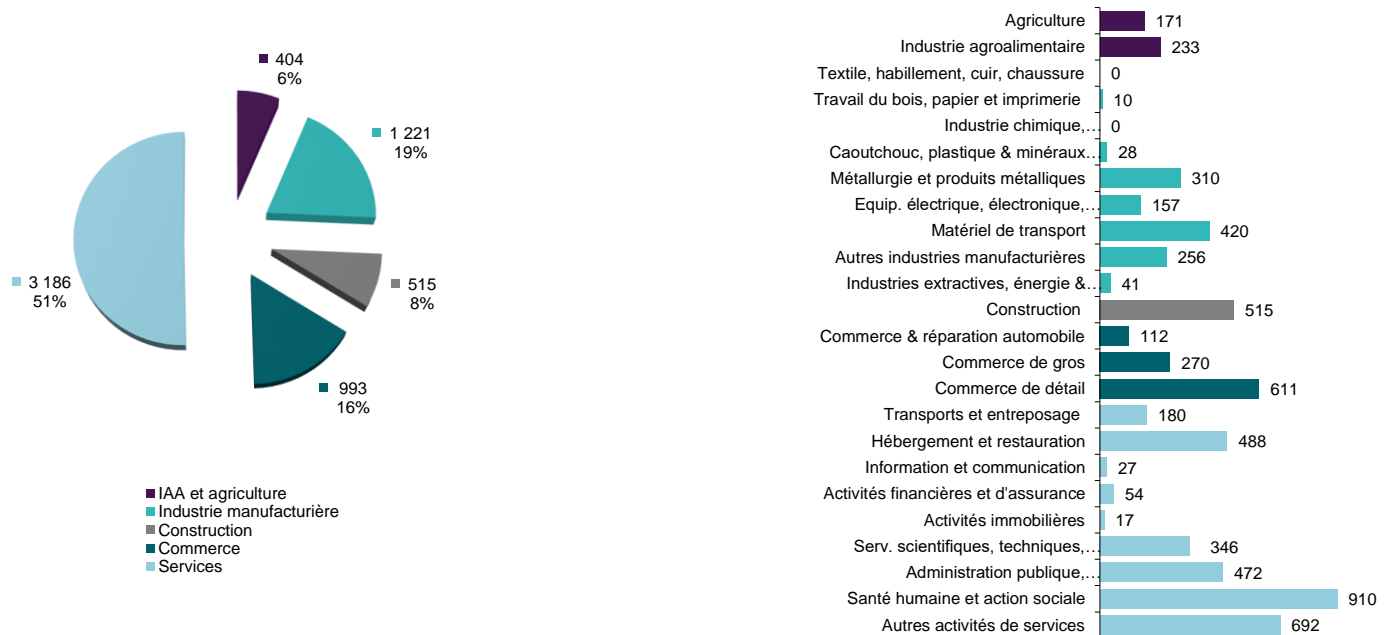 404
6%
1 221
19%
515
8%
993
16%
3 186
51%
IAA et agriculture
Industrie manufacturière
Construction
Commerce
Services
Agriculture 171
Industrie agroalimentaire 233
Textile, habillement, cuir, chaussure 0
Travail du bois, papier et imprimerie 10
Industrie chimique,… 0
Caoutchouc, plastique & minéraux… 28
Métallurgie et produits métalliques 310
Equip. électrique, électronique,… 157
Matériel de transport 420
Autres industries manufacturières 256
Industries extractives, énergie &… 41
Construction 515
Commerce & réparation automobile 112
Commerce de gros 270
Commerce de détail 611
Transports et entreposage 180
Hébergement et restauration 488
Information et communication 27
Activités financières et d'assurance 54
Activités immobilières 17
Serv. scientifiques, techniques,… 346
Administration publique,… 472
Santé humaine et action sociale 910
Autres activités de services 692